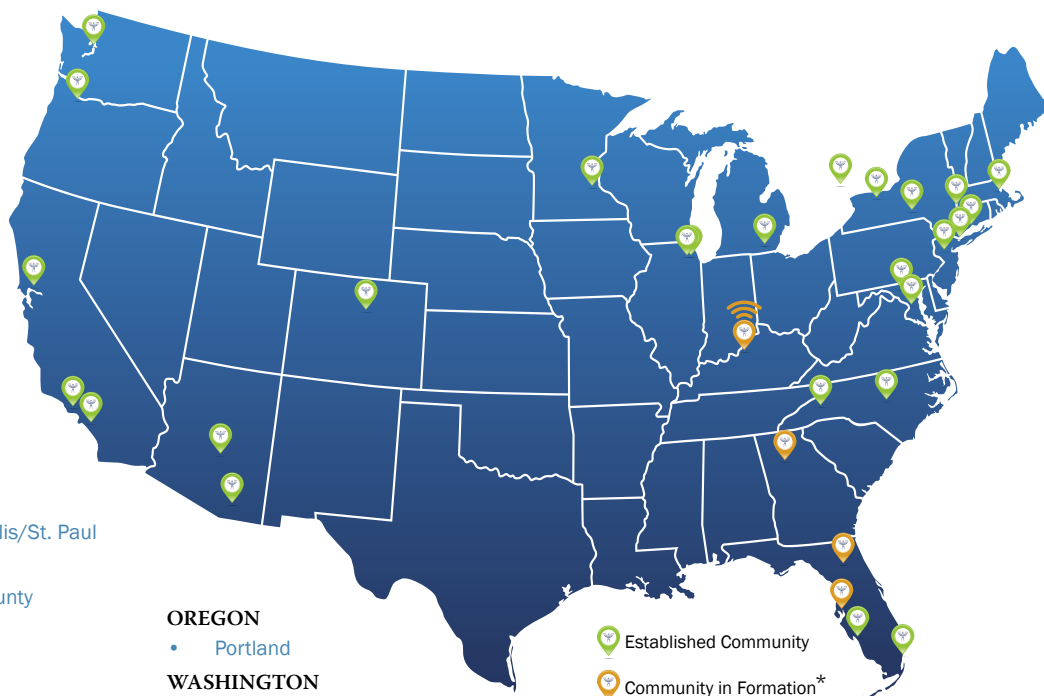 lis/St. Paul
unty
OREGON
• Portland
WASHINGTON
Established Community
Community in Formation*